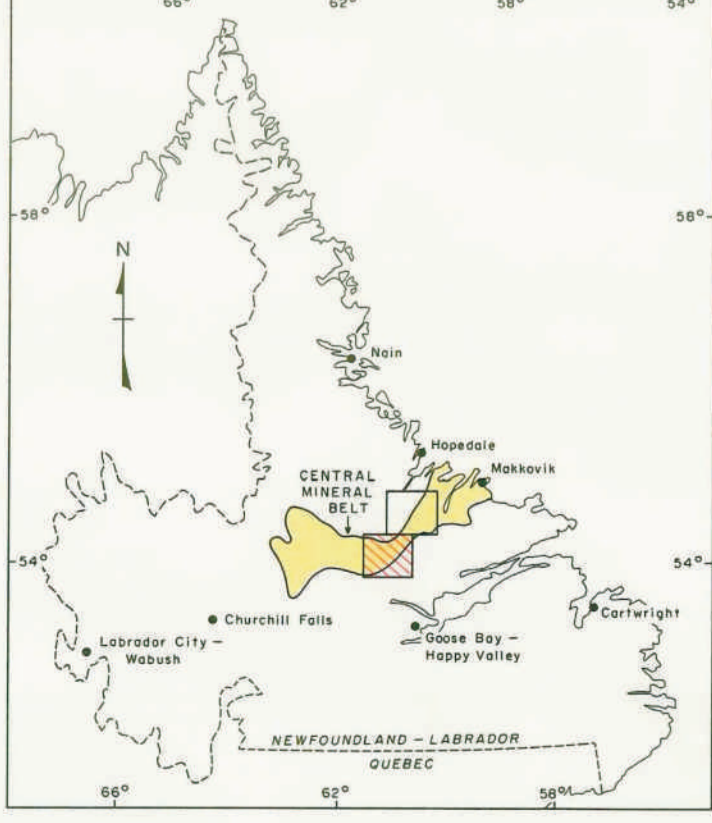 66° 62° 58° 54°
58° 58°
N
Nain
Hopedale
Makkovik
CENTRAL
MINERAL
BELT
54° 54°
Churchill Falls
Cartwright
Labrador City –
Wabush
Goose Bay –
Happy Valley
NEWFOUNDLAND – LABRADOR
QUEBEC
66° 62° 58°